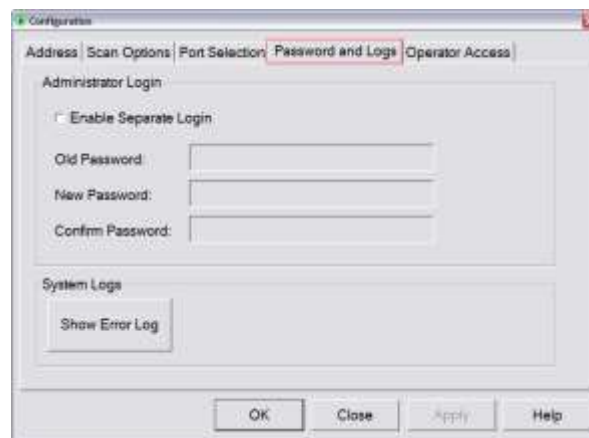 Configuration
Address Scan Options Port Selection Password and Logs Operator Access
Administrator Login
Enable Separate Login
Old Password:
New Password:
Confirm Password:
System Logs
Show Error Log
OK Close Apply Help